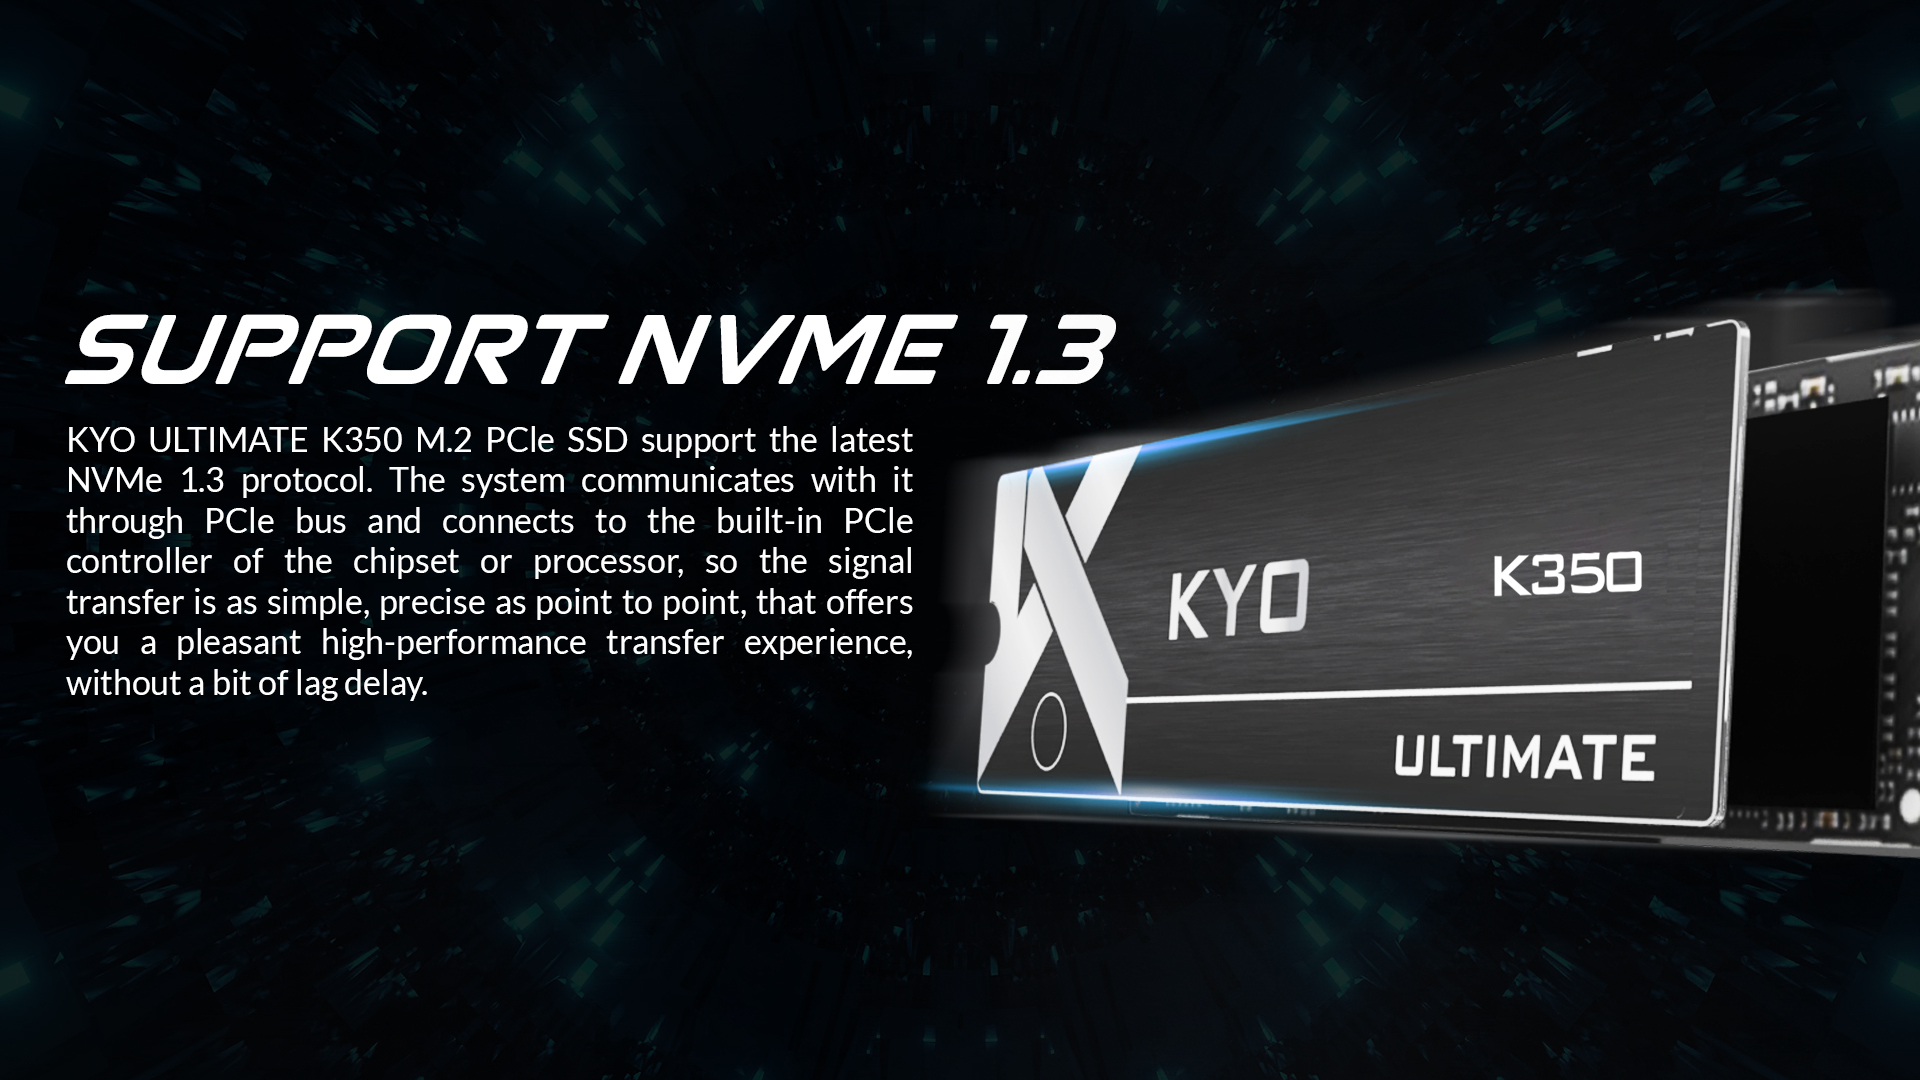 SUPPORT NVME 1.3
KYO ULTIMATE K350 M.2 PCle SSD support the latest
NVMe 1.3 protocol. The system communicates with it
through PCle bus and connects to the built-in PCle
controller of the chipset or processor, so the signal
transfer is as simple, precise as point to point, that offers
you a pleasant high-performance transfer experience,
without a bit of lag delay.
KYO
K350
ULTIMATE